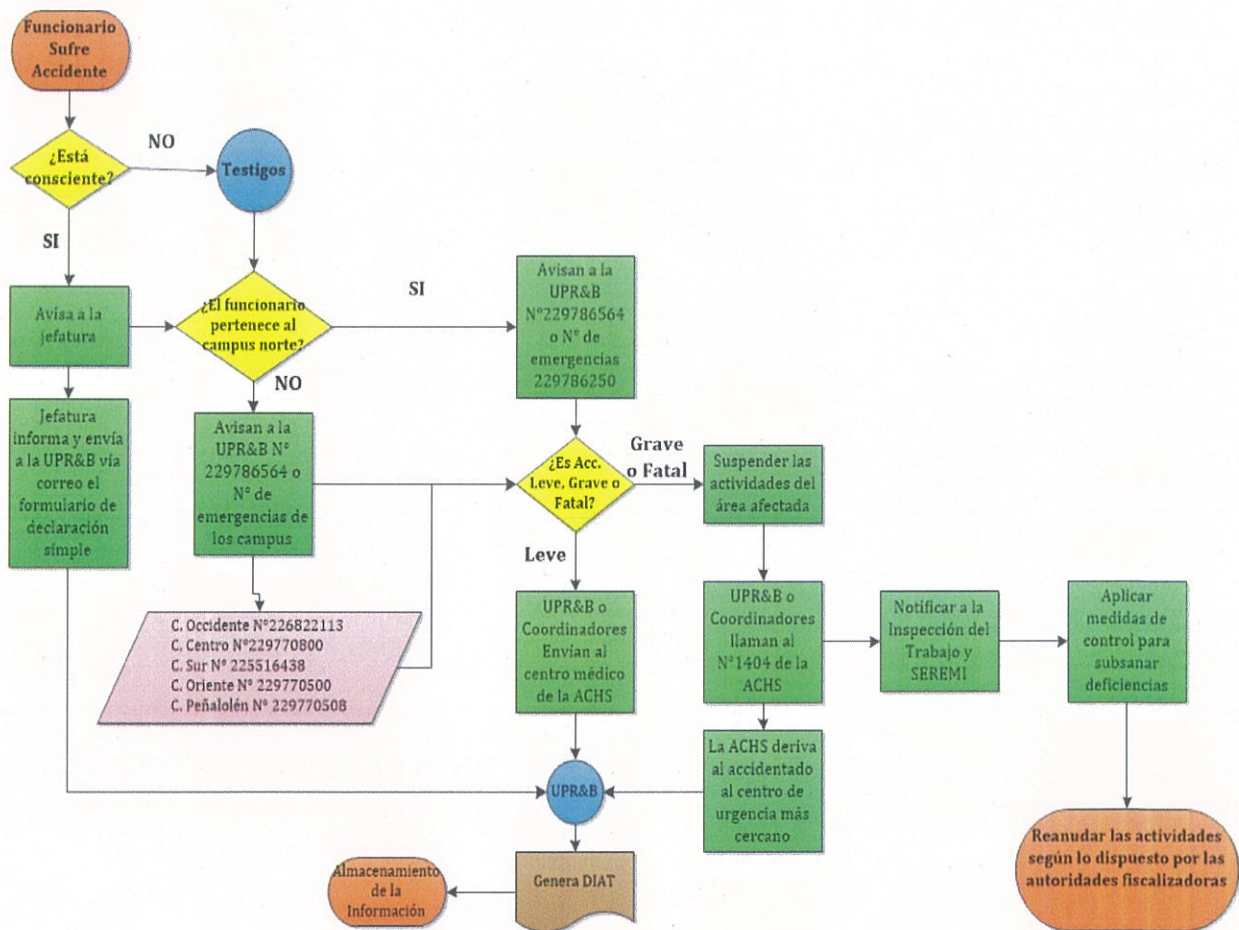 Funcionario
Sufre
Accidente
¿Está
consciente?
NO
Testigos
SI
Avisa a la
jefatura
¿El funcionario
pertenece al
campus norte?
SI
Avisan a la
UPR&B
N°229786564
o N° de
emergencias
229786250
NO
Jefatura
informa y envía
a la UPR&B vía
correo el
formulario de
declaración
simple
Avisan a la
UPR&B N°
229786564 o
N° de
emergencias de
los campus
¿Es Acc.
Leve, Grave o
Fatal?
Grave
o Fatal
Suspender las
actividades del
área afectada
Leve
C. Occidente N°226822113
C. Centro N°229770800
C. Sur N° 225516438
C. Oriente N° 229770500
C. Peñalolén N° 229770508
UPR&B o
Coordinadores
Envían al
centro médico
de la ACHS
UPR&B o
Coordinadores
llaman al
N°1404 de la
ACHS
Notificar a la
Inspección del
Trabajo y
SEREMI
Aplicar
medidas de
control para
subsanar
deficiencias
UPR&B
La ACHS deriva
al accidentado
al centro de
urgencia más
cercano
Reanudar las actividades
según lo dispuesto por las
autoridades fiscalizadoras
Genera DIAT
Almacenamiento
de la
Información